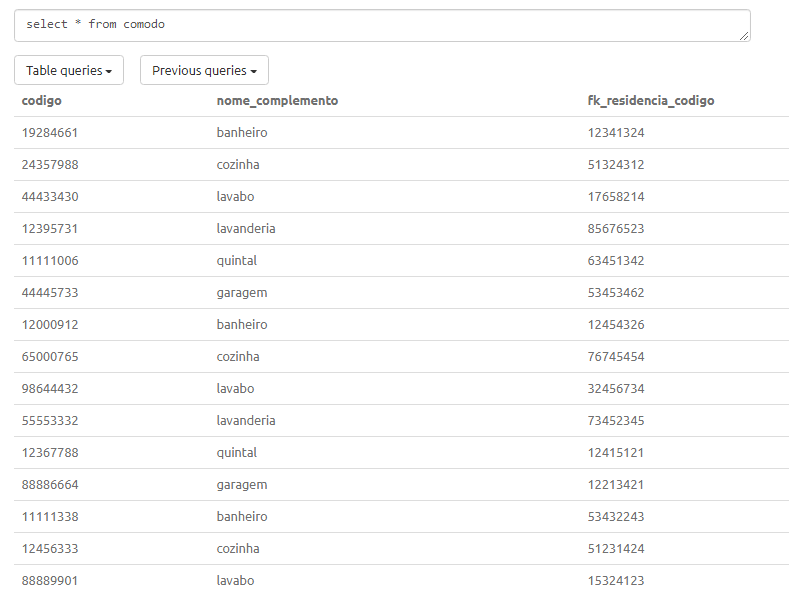 select * from comodo
Table queries Previous queries
codigo nome_complemento fk_residencia_codigo
19284661 banheiro 12341324
24357988 cozinha 51324312
44433430 lavabo 17658214
12395731 lavanderia 85676523
11111006 quintal 63451342
44445733 garagem 53453462
12000912 banheiro 12454326
65000765 cozinha 76745454
98644432 lavabo 32456734
55553332 lavanderia 73452345
12367788 quintal 12415121
88886664 garagem 12213421
11111338 banheiro 53432243
12456333 cozinha 51231424
88889901 lavabo 15324123